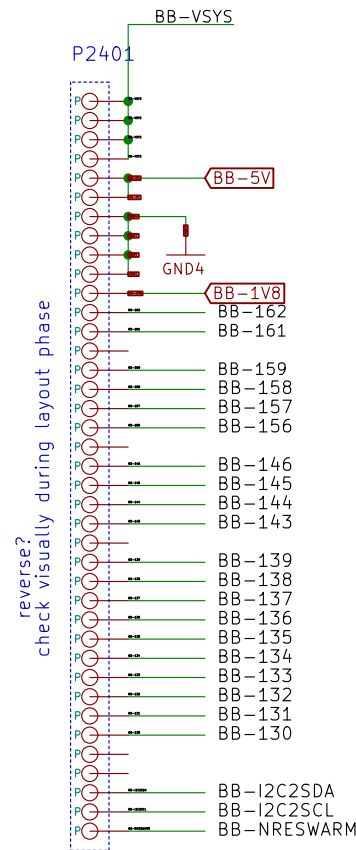 BB-VSYS
P2401
P
P
P
P
P
BB-5V
P
P
P
P
P
GND4
P
BB-1V8
P
BB-162
P
BB-161
P
P
BB-159
P
BB-158
P
BB-157
P
BB-156
P
P
BB-146
P
BB-145
P
BB-144
P
BB-143
P
P
BB-139
P
BB-138
P
BB-137
P
BB-136
P
BB-135
P
BB-134
P
BB-133
P
BB-132
P
BB-131
P
BB-130
P
P
P
BB-I2C2SDA
P
BB-I2C2SCL
P
BB-NRESWARM
reverse?
check visually during layout phase